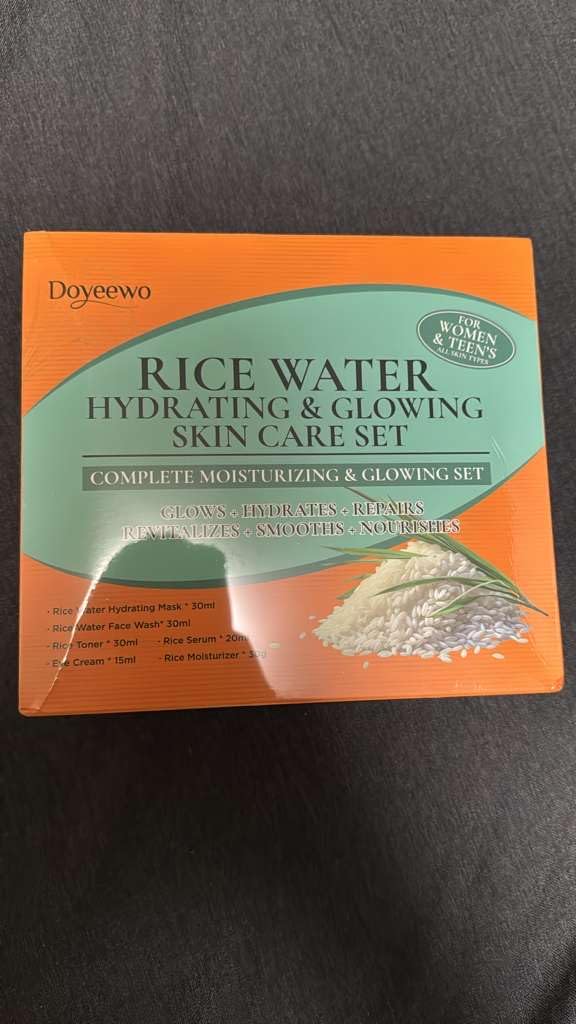 Doyeewo
FOR
WOMEN
& TEEN'S
ALL SKIN TYPES
RICE WATER
HYDRATING & GLOWING
SKIN CARE SET
COMPLETE MOISTURIZING & GLOWING SET
GLOWS + HYDRATES + REPAIRS
REVITALIZES + SMOOTHS + NOURISHES
· Rice Water Hydrating Mask * 30ml
· Rice Water Face Wash* 30ml
· Rice Toner * 30ml · Rice Serum * 20ml
· Eye Cream * 15ml · Rice Moisturizer * 30g